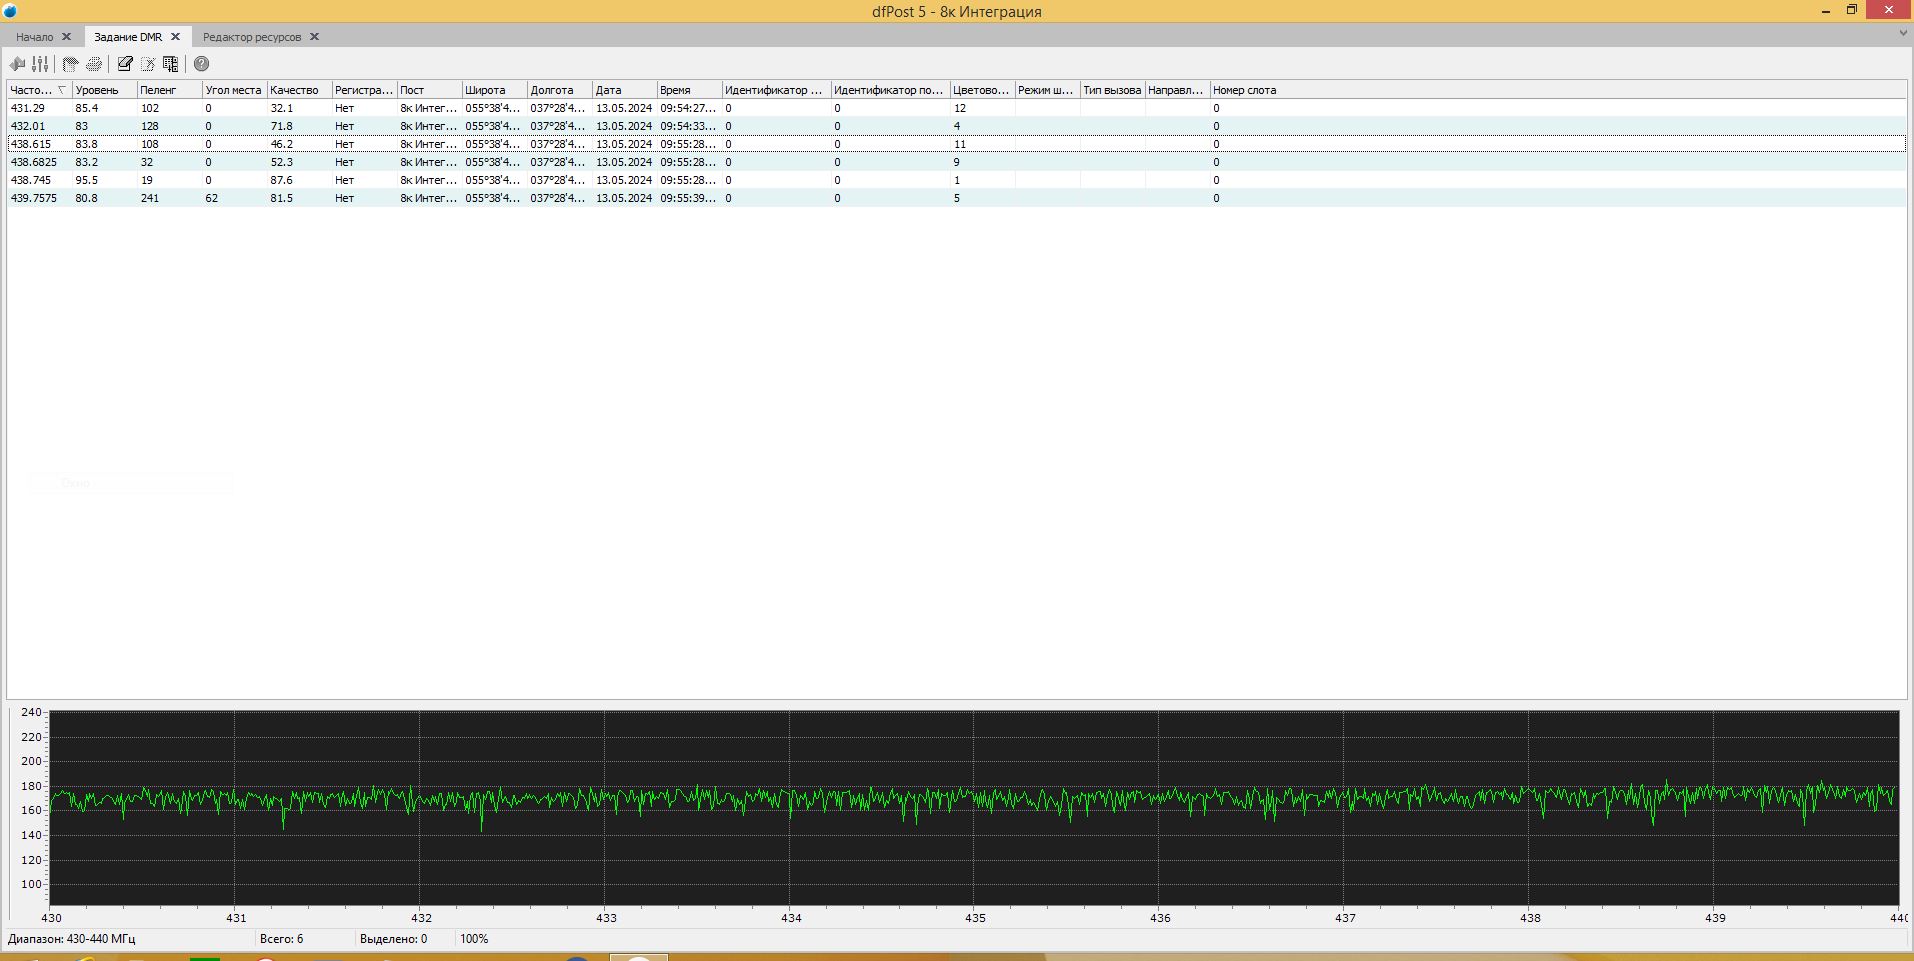 dfPost 5 - 8к Интеграция
Начало Задание DMR Редактор ресурсов
Часто... Уровень Пеленг Угол места Качество Регистра... Пост Широта Долгота Дата Время Идентификатор ... Идентификатор по... Цветово... Режим ш... Тип вызова Направл... Номер слота
431.29 85.4 102 0 32.1 Нет 8к Интег... 055°38'4... 037°28'4... 13.05.2024 09:54:27... 0 0 12 0
432.01 83 128 0 71.8 Нет 8к Интег... 055°38'4... 037°28'4... 13.05.2024 09:54:33... 0 0 4 0
438.615 83.8 108 0 46.2 Нет 8к Интег... 055°38'4... 037°28'4... 13.05.2024 09:55:28... 0 0 11 0
438.6825 83.2 32 0 52.3 Нет 8к Интег... 055°38'4... 037°28'4... 13.05.2024 09:55:28... 0 0 9 0
438.745 95.5 19 0 87.6 Нет 8к Интег... 055°38'4... 037°28'4... 13.05.2024 09:55:28... 0 0 1 0
439.7575 80.8 241 62 81.5 Нет 8к Интег... 055°38'4... 037°28'4... 13.05.2024 09:55:39... 0 0 5 0
Окно
240
220
200
180
160
140
120
100
430 431 432 433 434 435 436 437 438 439 440
Диапазон: 430-440 МГц Всего: 6 Выделено: 0 100%